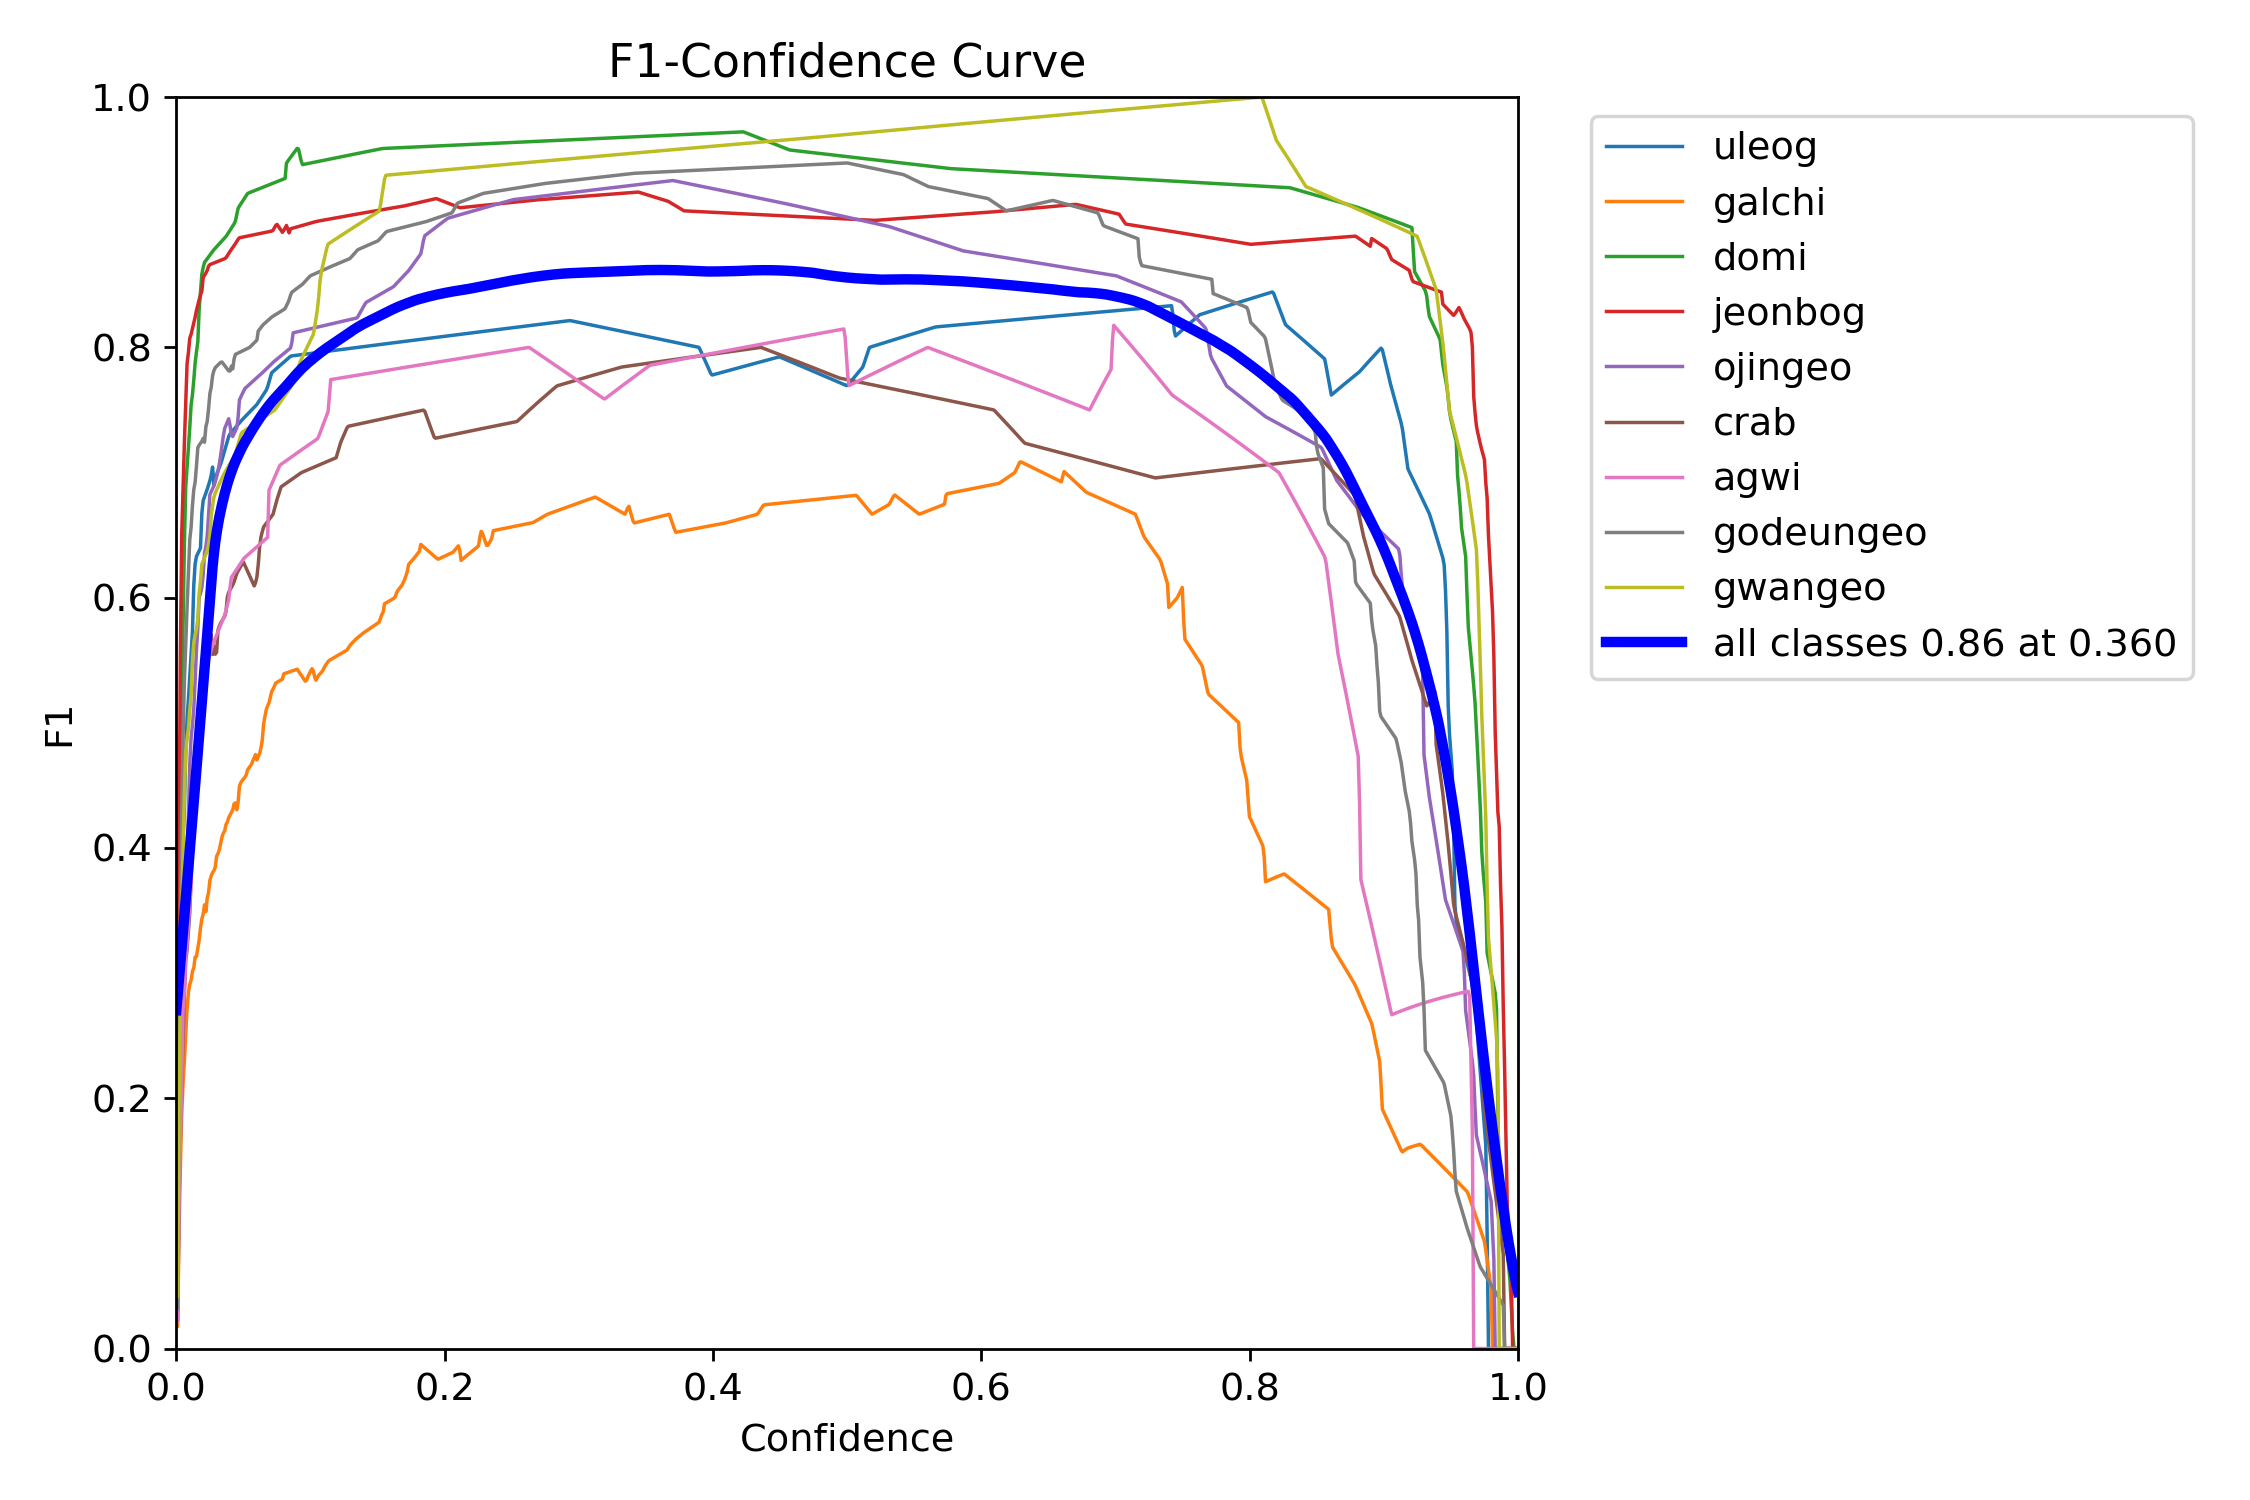 F1-Confidence Curve
1.0
0.8
0.6
0.4
0.2
0.0
F1
0.0 0.2 0.4 0.6 0.8 1.0
Confidence
uleog
galchi
domi
jeonbog
ojingeo
crab
agwi
godeungeo
gwangeo
all classes 0.86 at 0.360